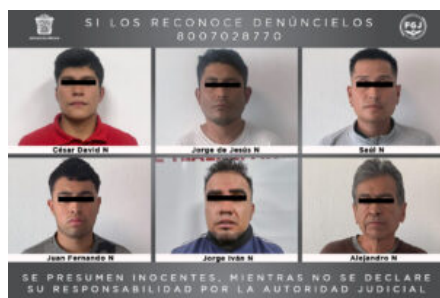 SI LOS RECONOCE DENÚNCIELOS
8007028770
FGJ
César David N
Jorge de Jesús N
Saúl N
Juan Fernando N
Jorge Iván N
Alejandro N
SE PRESUMEN INOCENTES, MIENTRAS NO SE DECLARE
SU RESPONSABILIDAD POR LA AUTORIDAD JUDICIAL